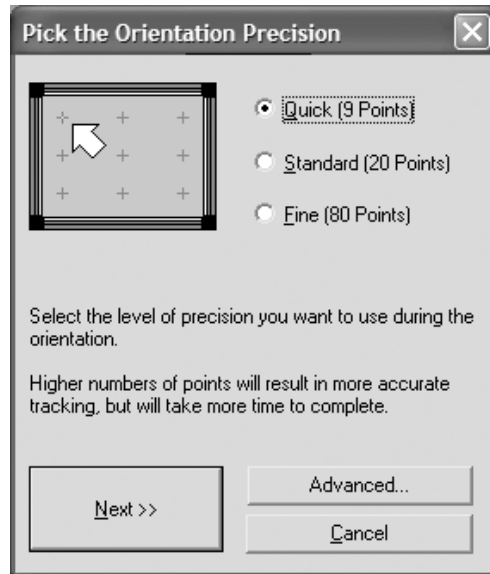 Pick the Orientation Precision
Quick (9 Points)
Standard (20 Points)
Fine (80 Points)
Select the level of precision you want to use during the
orientation.
Higher numbers of points will result in more accurate
tracking, but will take more time to complete.
Next >>
Advanced...
Cancel